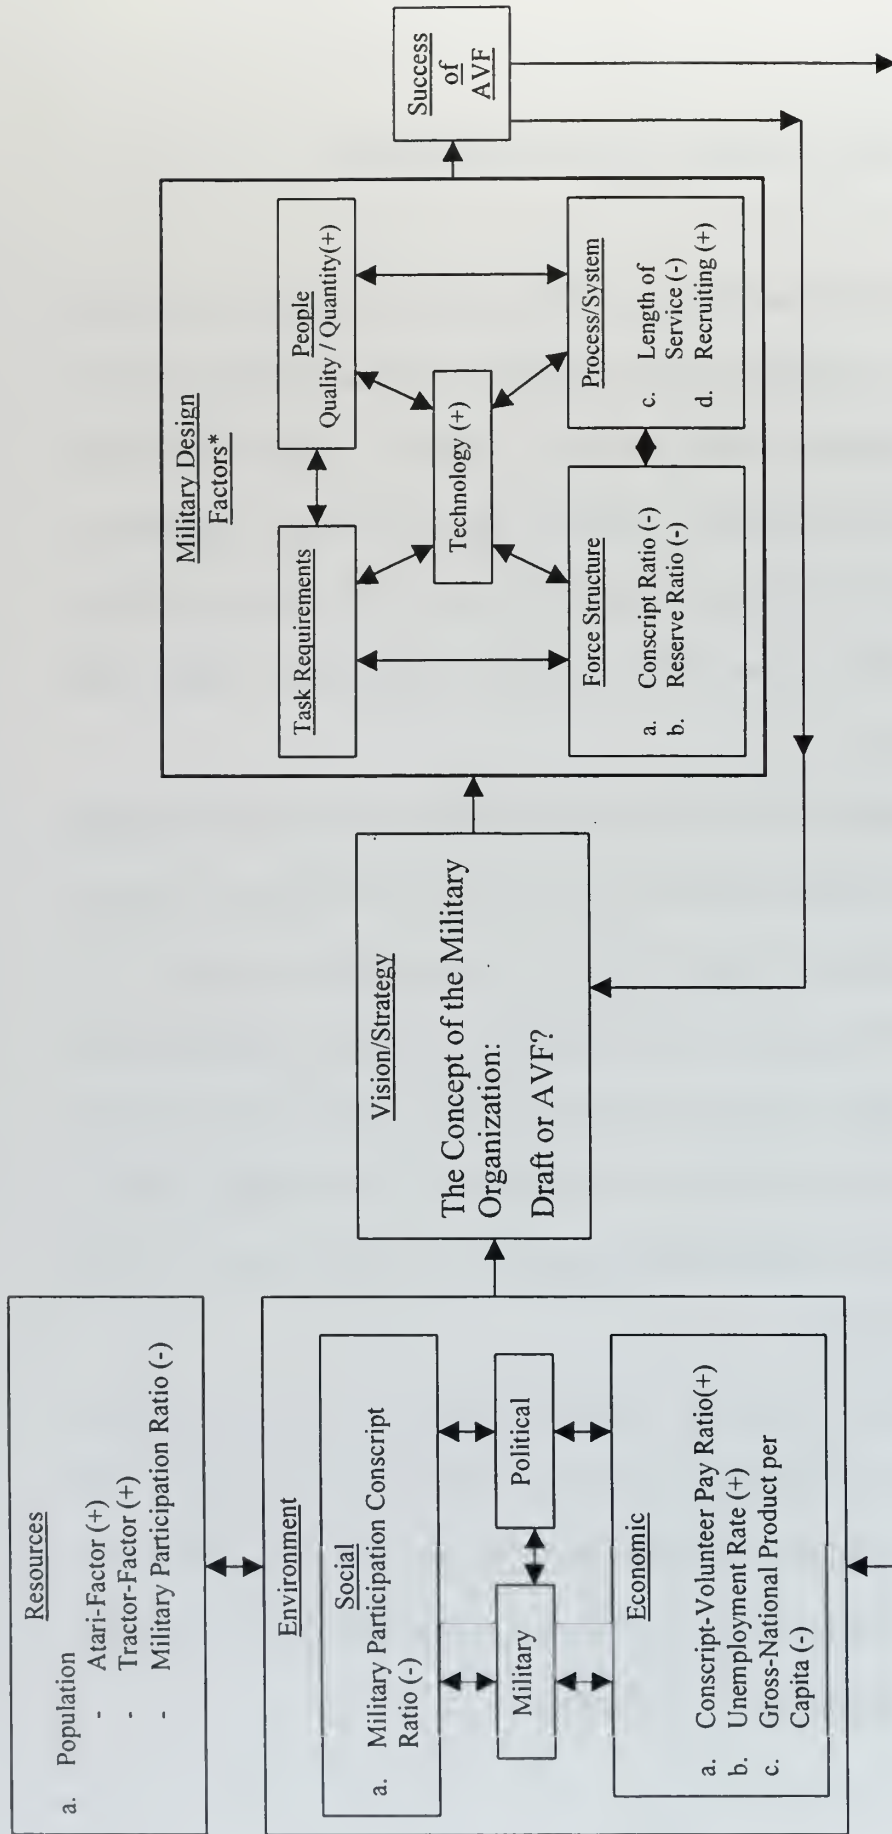 Resources
a. Population
- Atari-Factor (+)
- Tractor-Factor (+)
- Military Participation Ratio (-)
Environment
Social
a. Military Participation Conscript
Ratio (-)
Military
Political
Economic
a. Conscript-Volunteer Pay Ratio(+)
b. Unemployment Rate (+)
c. Gross-National Product per
Capita (-)
Vision/Strategy
The Concept of the Military
Organization:
Draft or AVF?
Military Design
Factors*
Task Requirements
People
Quality / Quantity(+)
Technology (+)
Force Structure
a. Conscript Ratio (-)
b. Reserve Ratio (-)
Process/System
c. Length of
Service (-)
d. Recruiting (+)
Success
of
AVF